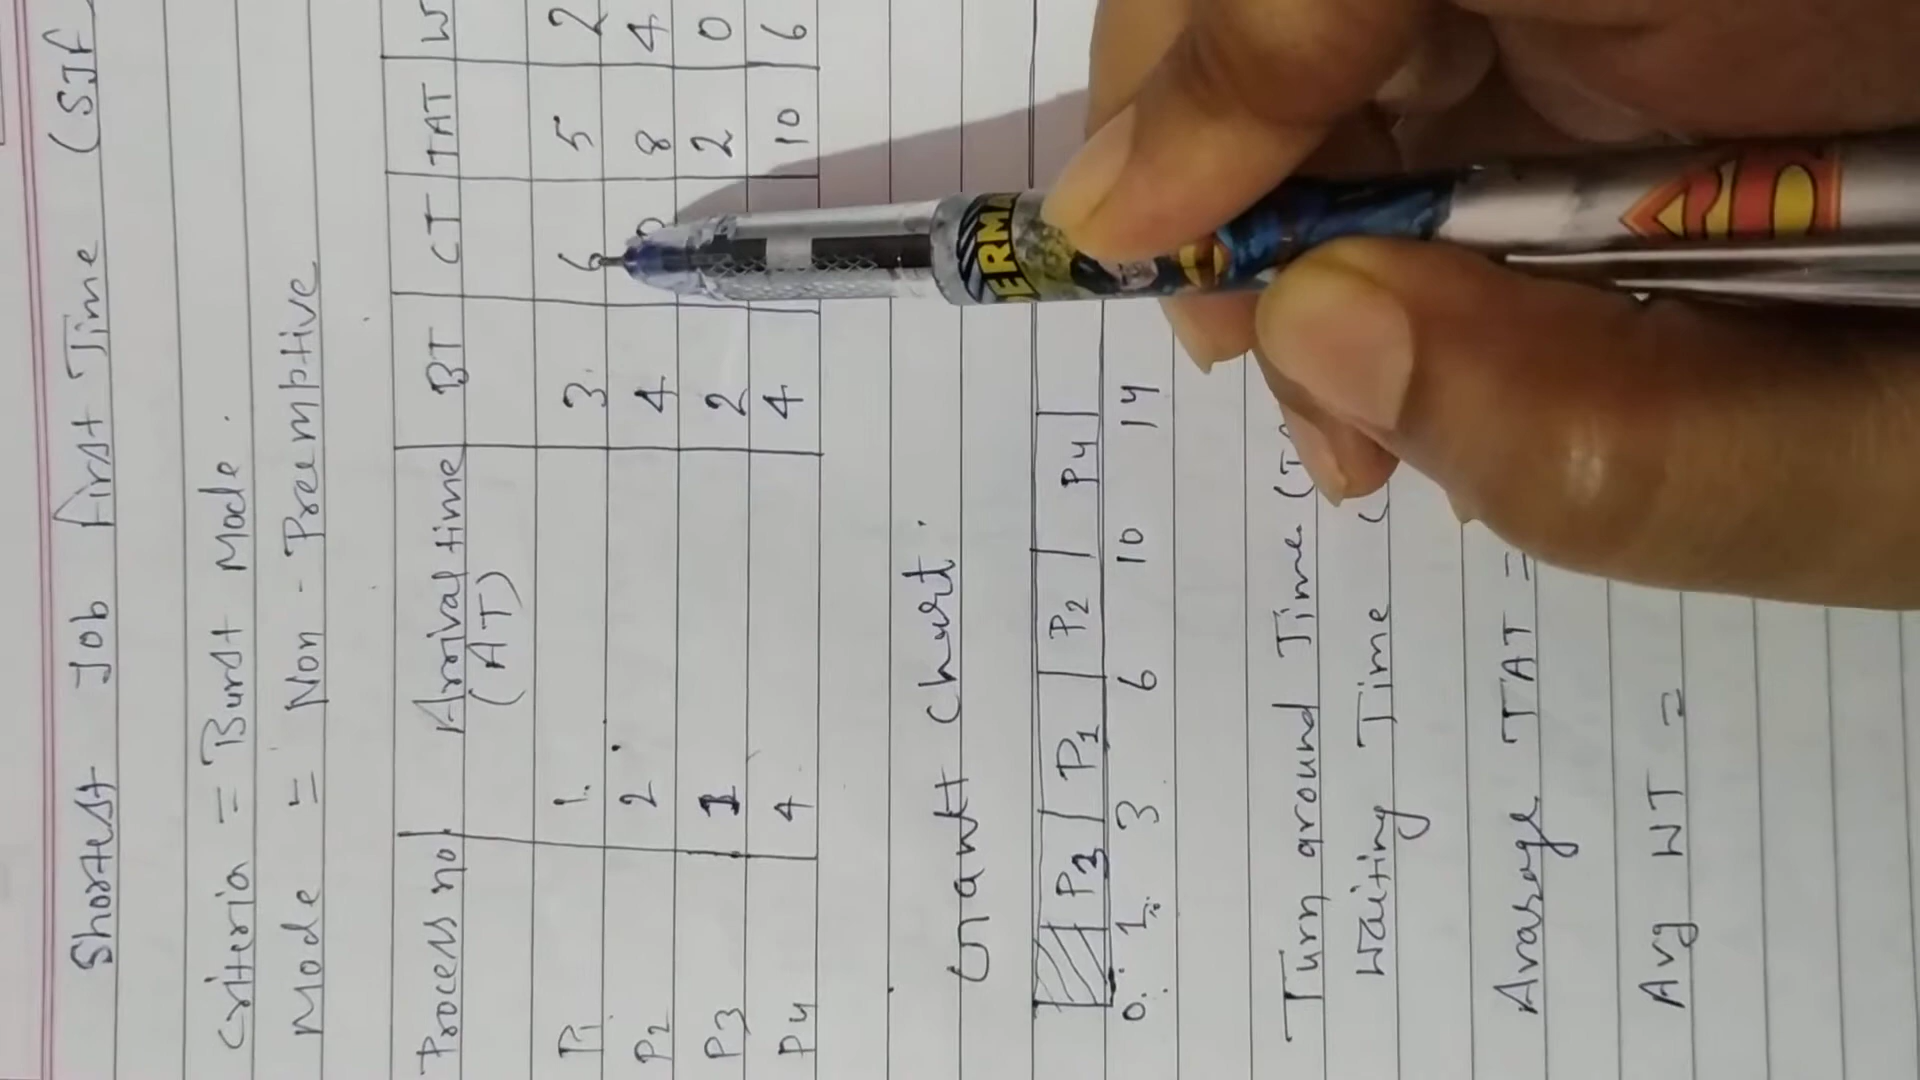 Shortest Job First Time (SJF
Criteria = Burst Mode.
Mode = Non-Preemptive
Process no Arrival time BT CT TAT W
(AT)
P1 1. 3 6 5 2
P2 2 4 8 4
P3 1 2 2 0
P4 4 4 10 6
Grantt Chart.
P3 P1 P2 P4
0 1 3 6 10 14
Turn around Time (T
Waiting Time (
Avarage TAT =
Avg WT =
ERMA
S